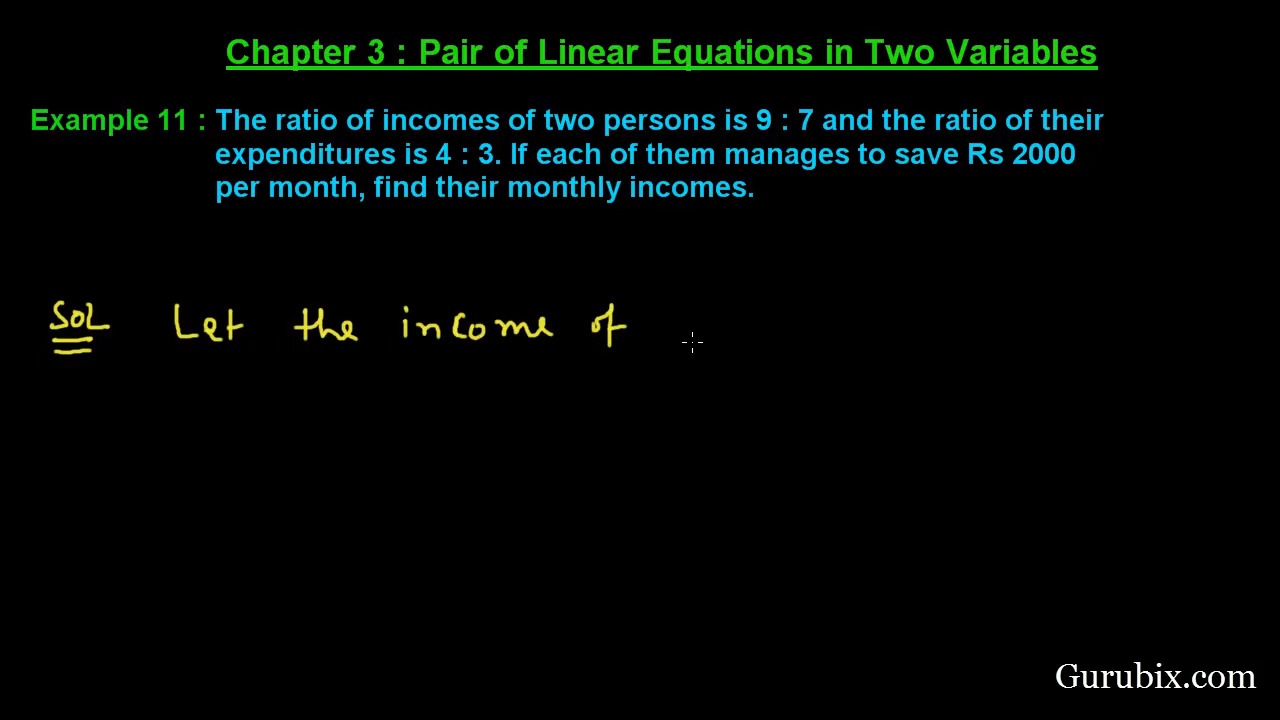 Chapter 3 : Pair of Linear Equations in Two Variables
Example 11 : The ratio of incomes of two persons is 9 : 7 and the ratio of their
expenditures is 4 : 3. If each of them manages to save Rs 2000
per month, find their monthly incomes.
Sol Let the income of
Gurubix.com